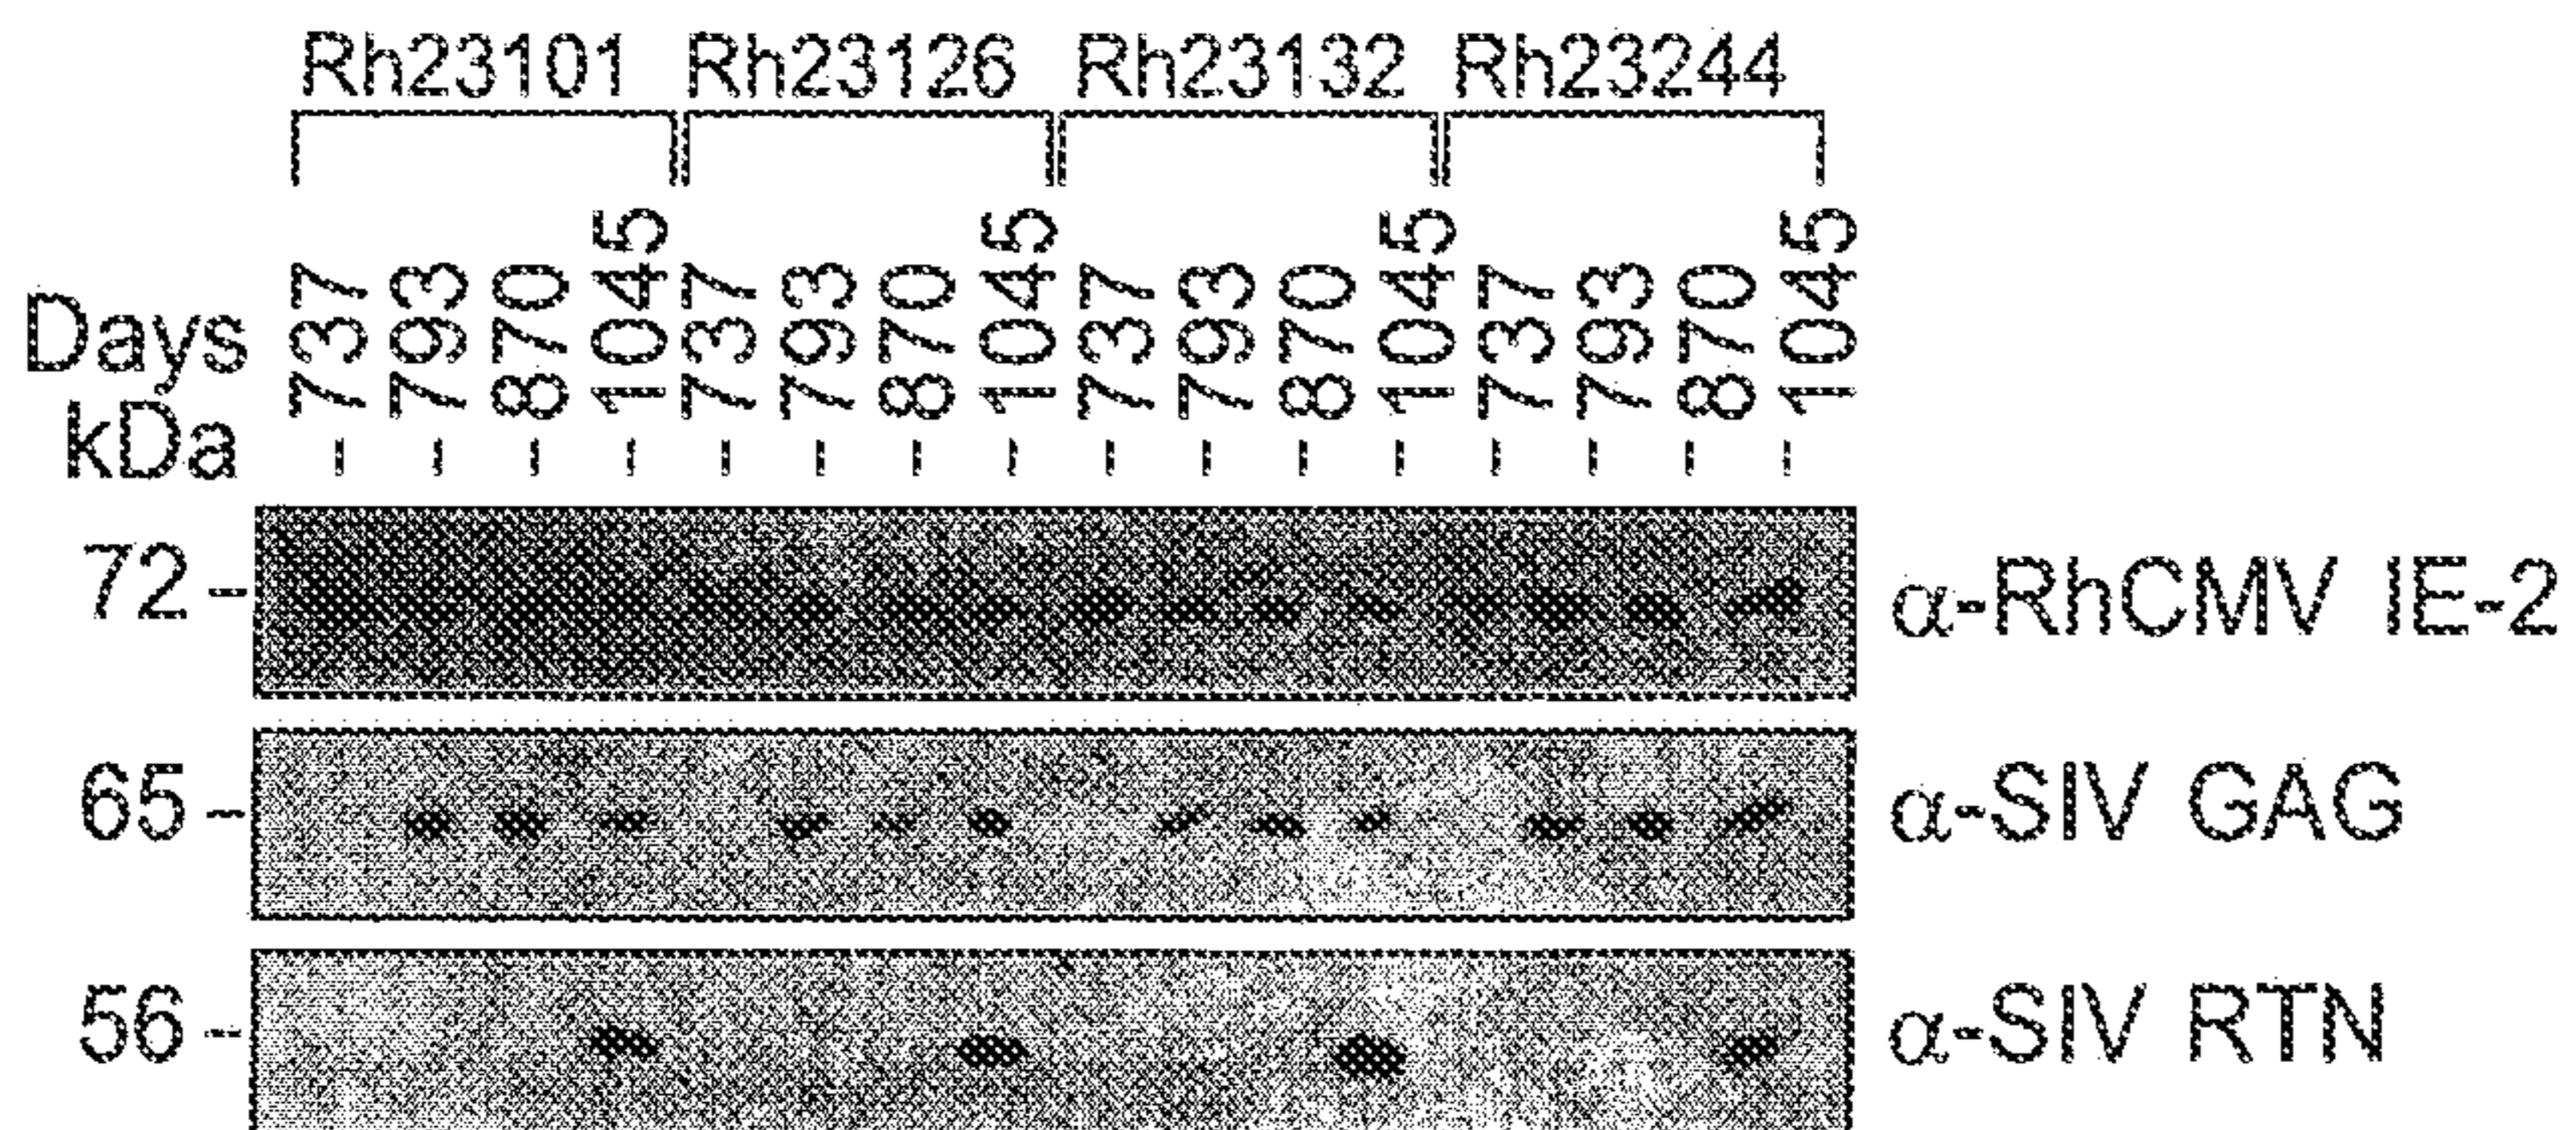 Rh23101 Rh23126 Rh23132 Rh23244
Days 737 793 870 1045 737 793 870 1045 737 793 870 1045 737 793 870 1045
kDa
72 α-RhCMV IE-2
65 α-SIV GAG
56 α-SIV RTN